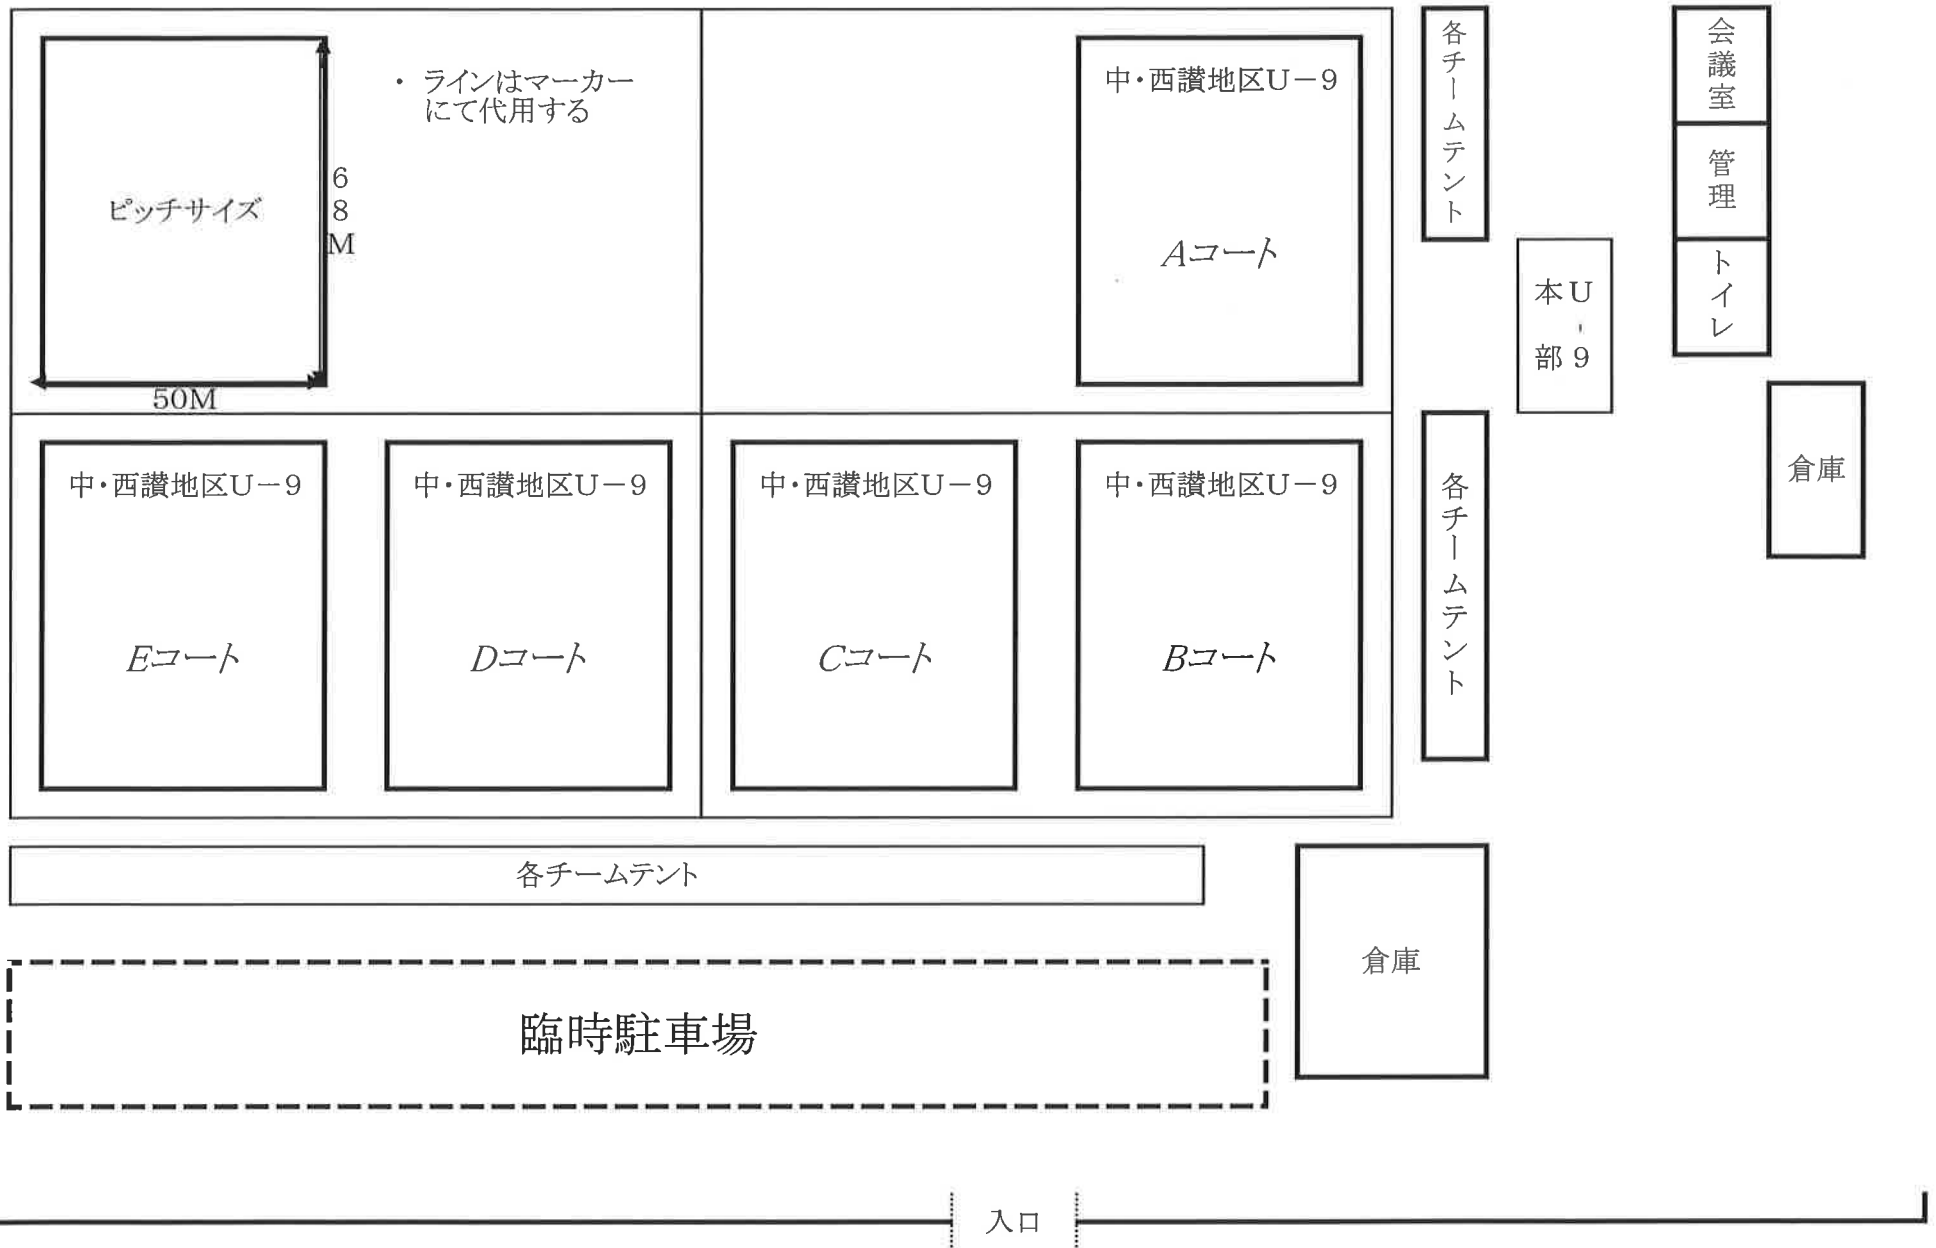 ・ ラインはマーカー
にて代用する
ピッチサイズ
68M
50M
中・西讃地区U－9
Aコート
各チームテント
会議室
管理
トイレ
U-9
本部
倉庫
中・西讃地区U－9
Eコート
中・西讃地区U－9
Dコート
中・西讃地区U－9
Cコート
中・西讃地区U－9
Bコート
各チームテント
各チームテント
倉庫
臨時駐車場
入口